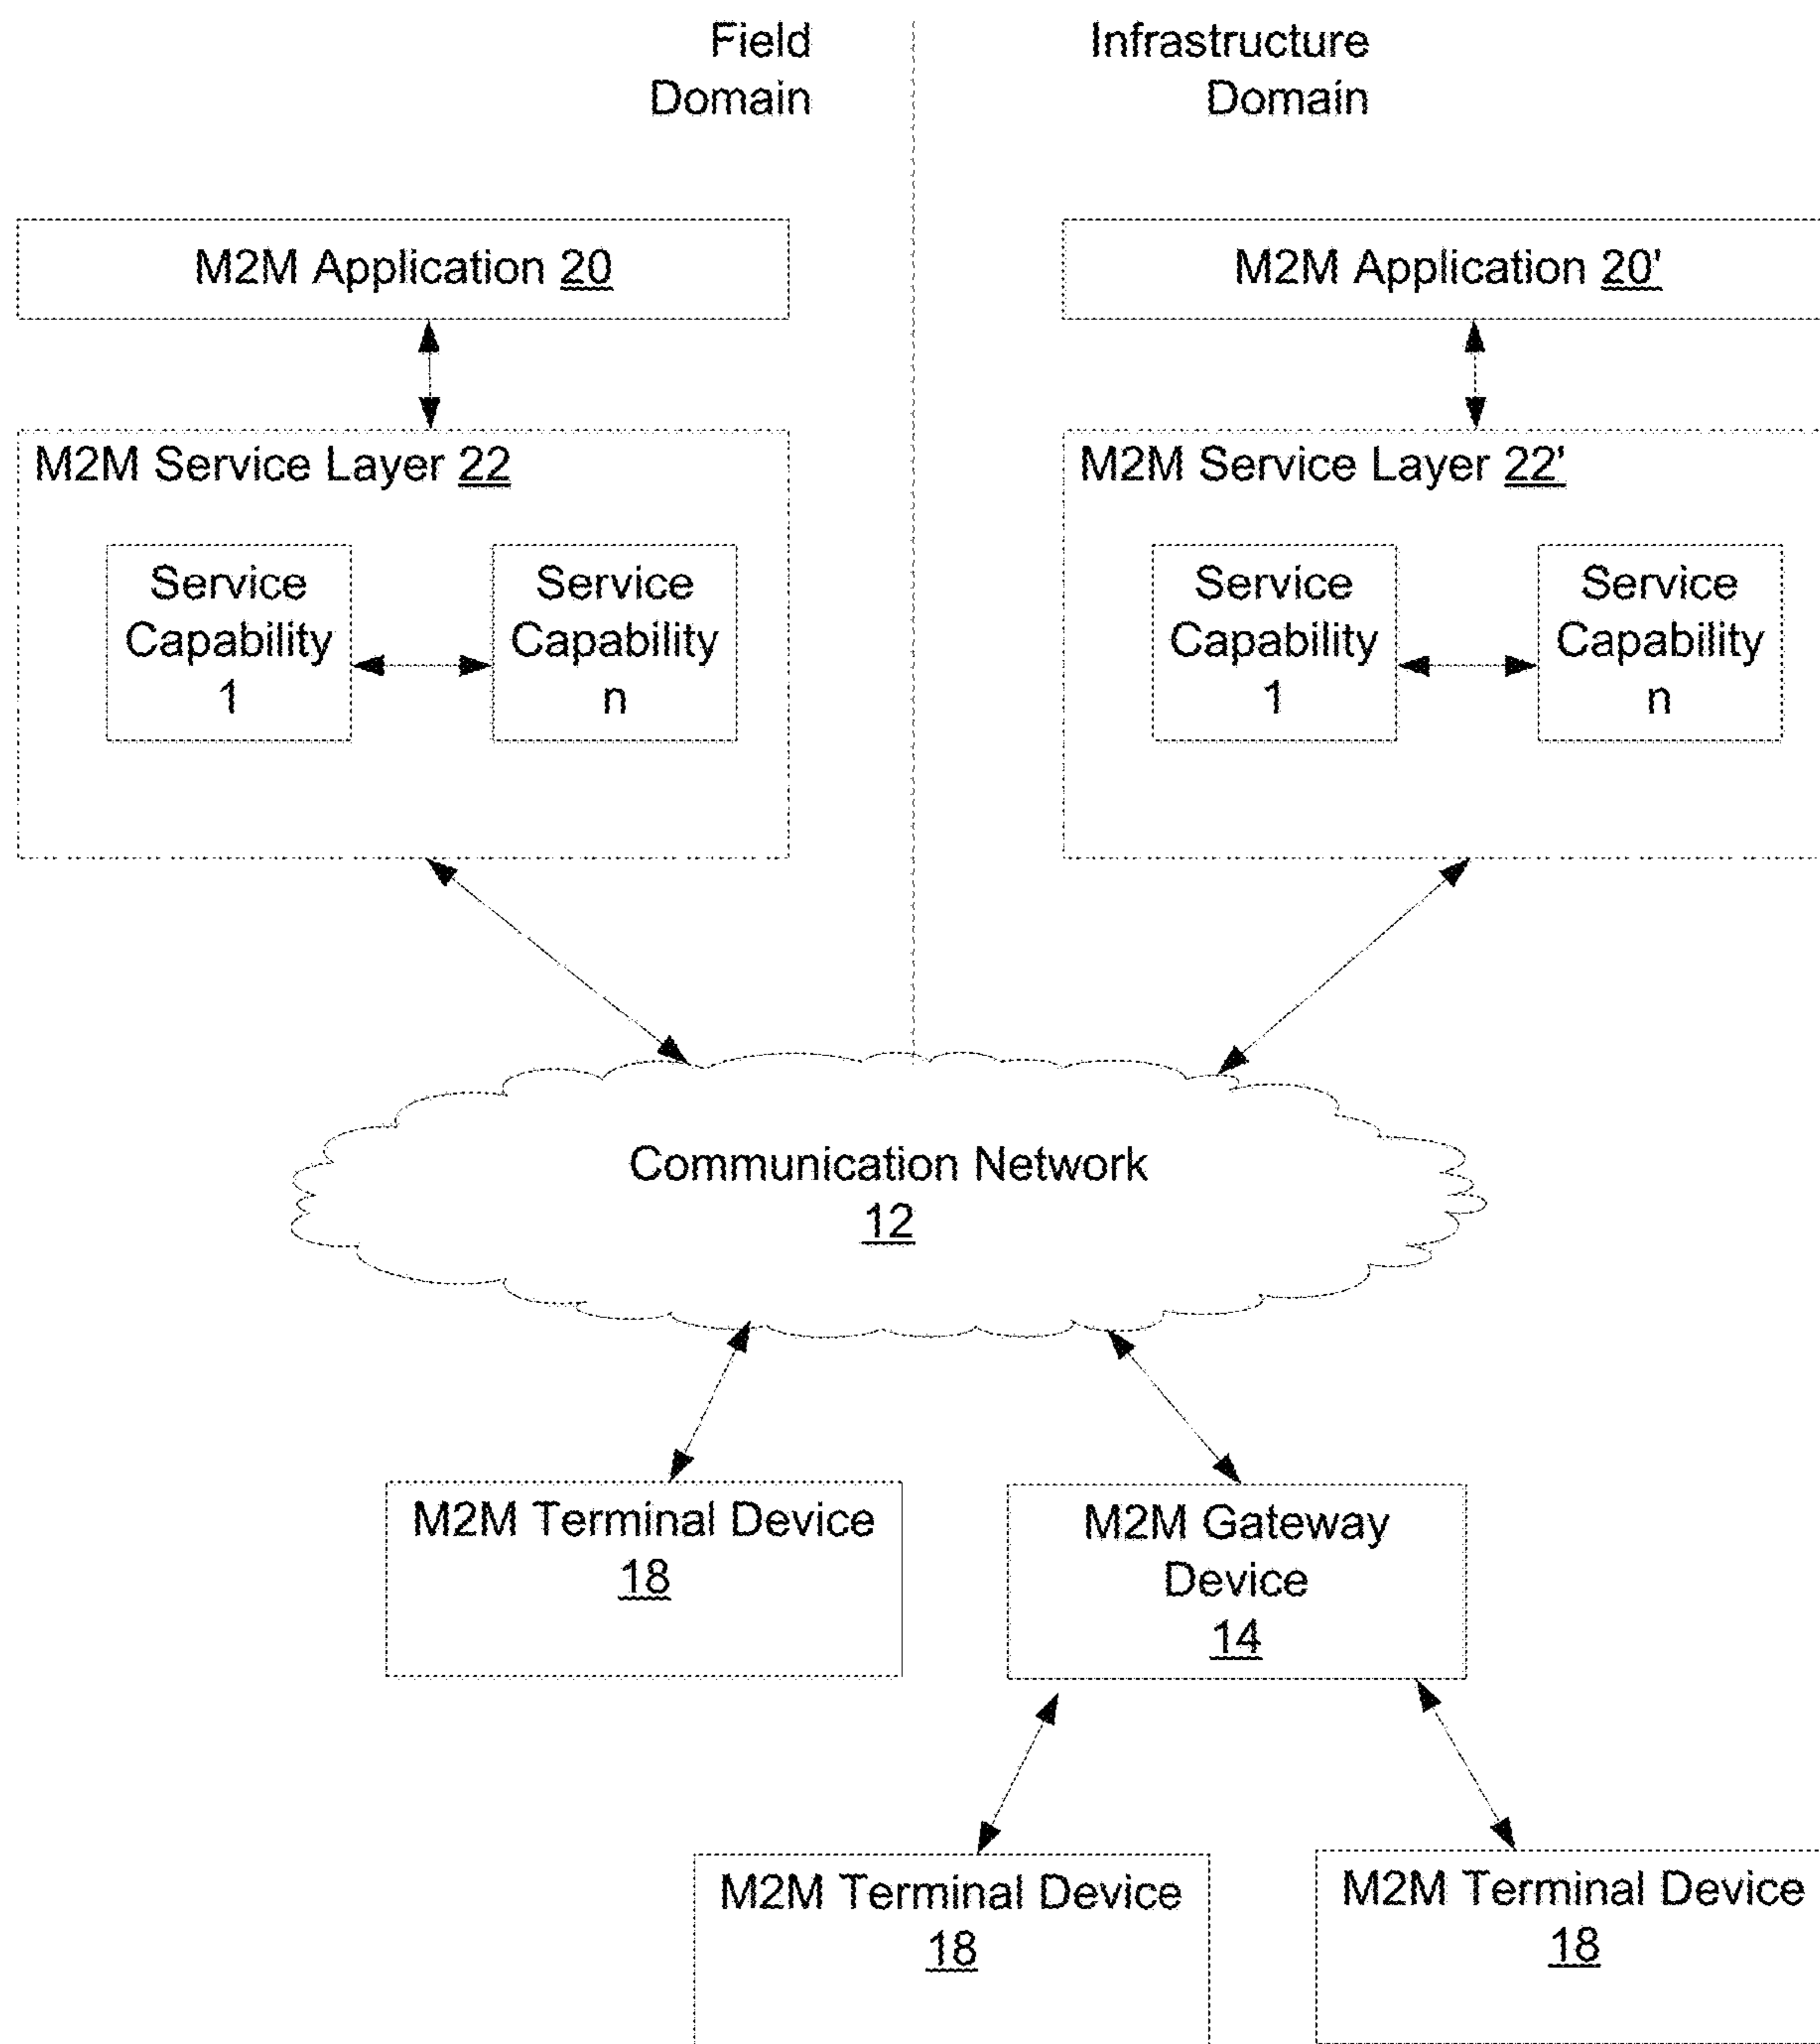 Field
Domain
Infrastructure
Domain
M2M Application 20
M2M Application 20'
M2M Service Layer 22
M2M Service Layer 22'
Service
Capability
1
Service
Capability
n
Service
Capability
1
Service
Capability
n
Communication Network
12
M2M Terminal Device
18
M2M Gateway
Device
14
M2M Terminal Device
18
M2M Terminal Device
18